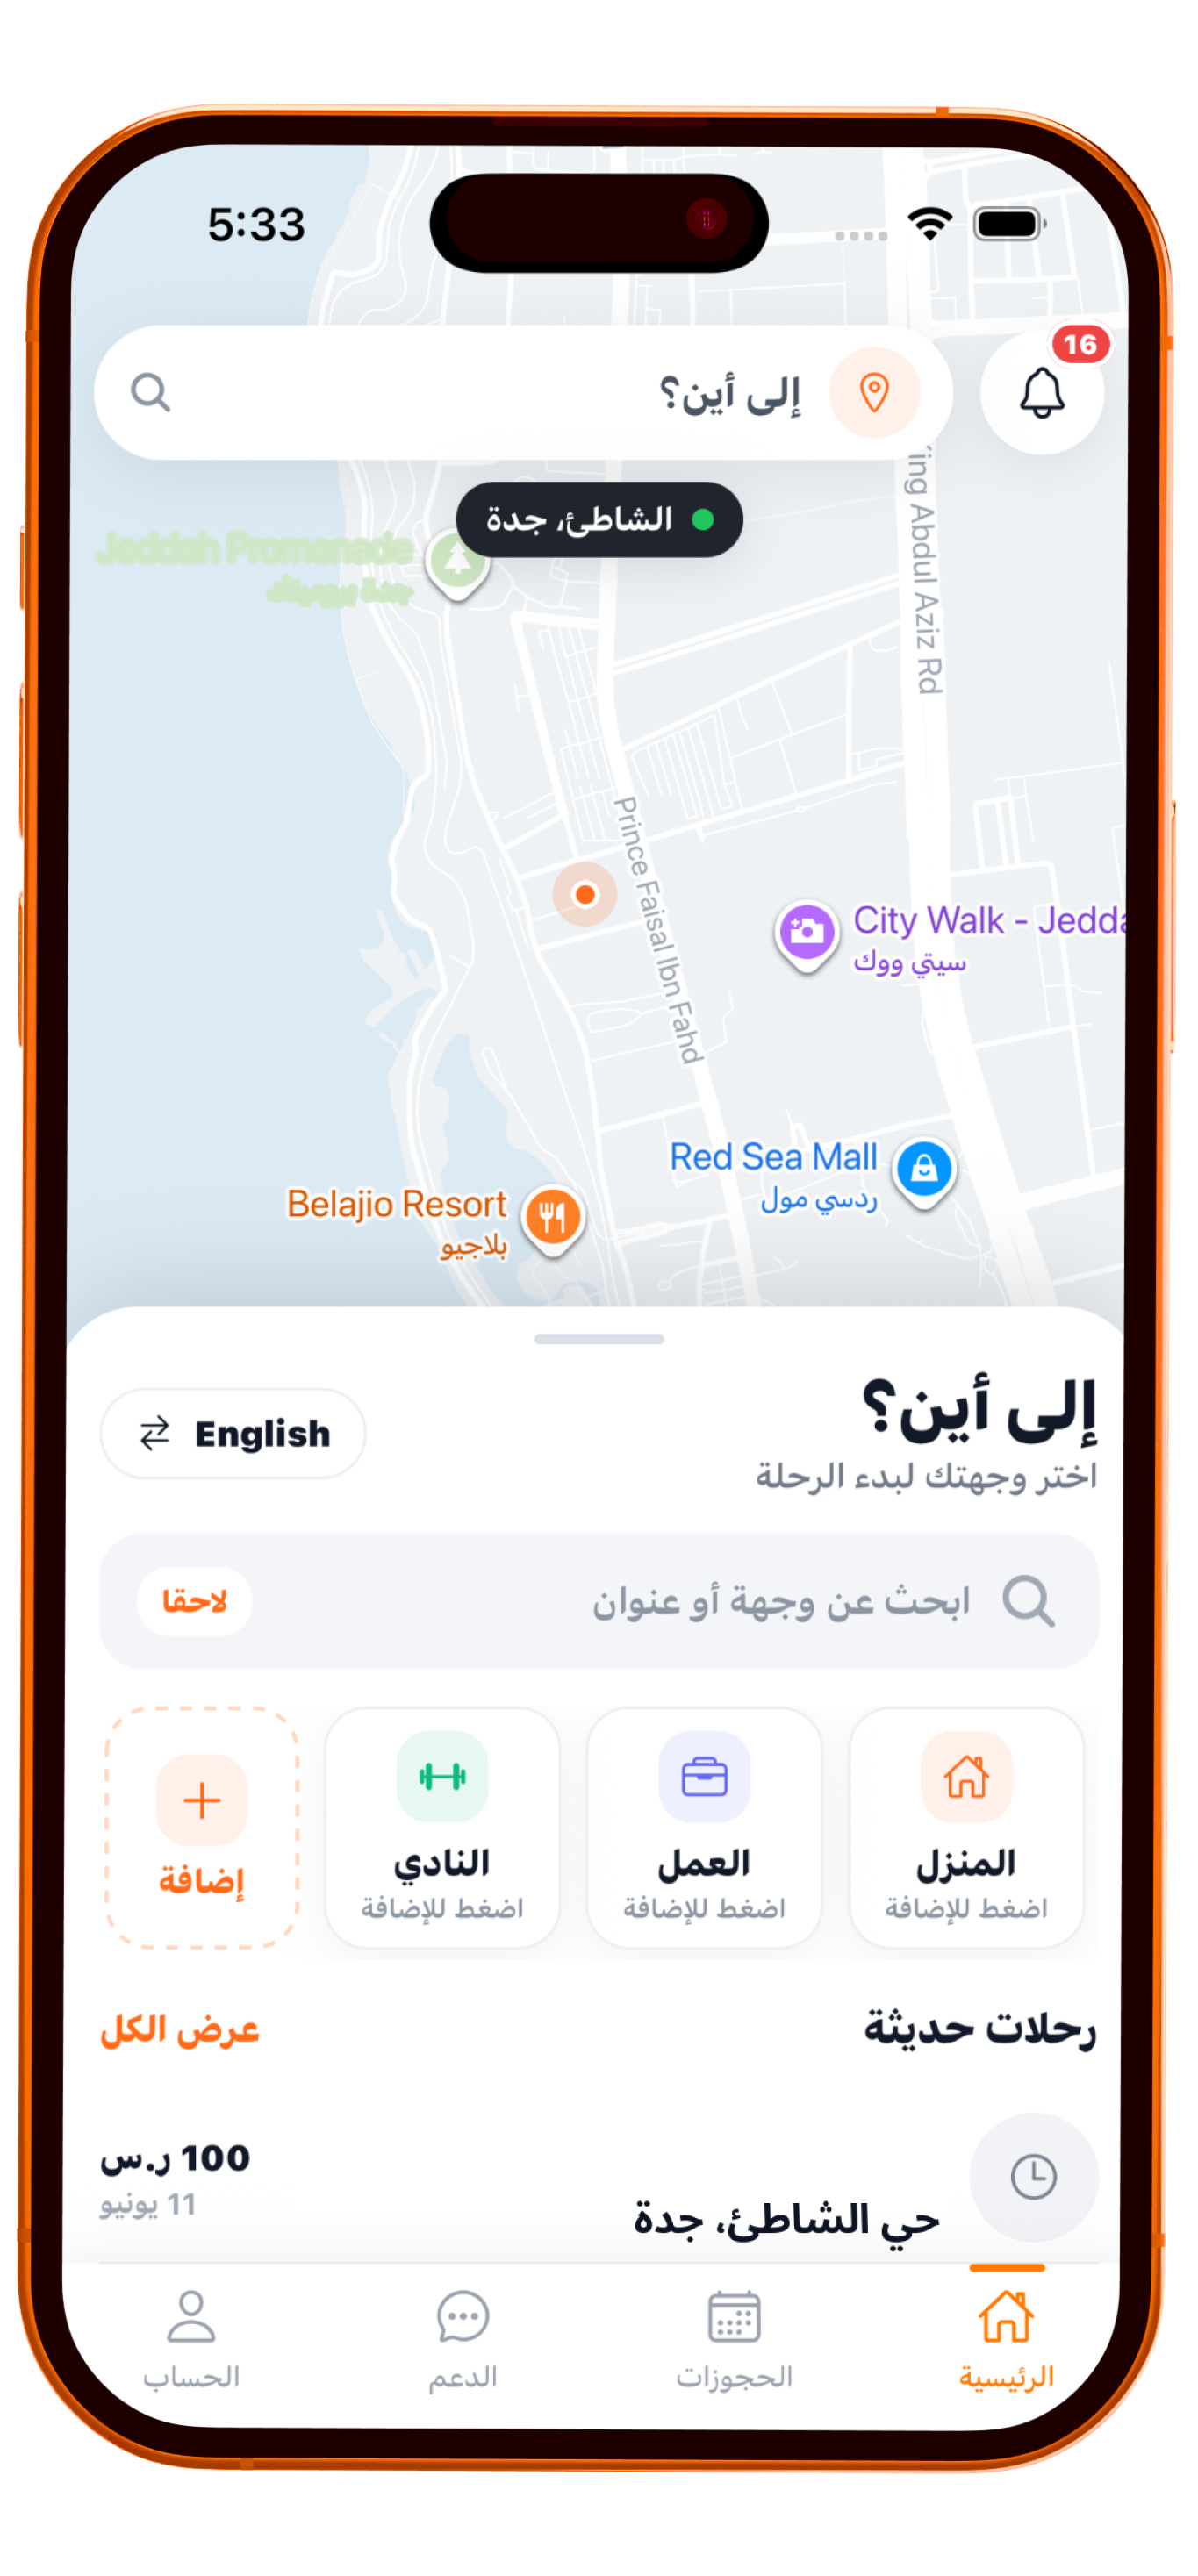 5:33
16
إلى أين؟
الشاطئ، جدة
Jeddah Promenade
King Abdul Aziz Rd
Prince Faisal Ibn Fahd
City Walk - Jedda
سيتي ووك
Red Sea Mall
ردسي مول
Belajio Resort
بلاجيو
إلى أين؟
English
اختر وجهتك لبدء الرحلة
ابحث عن وجهة أو عنوان
لاحقا
المنزل
اضغط للإضافة
العمل
اضغط للإضافة
النادي
اضغط للإضافة
إضافة
رحلات حديثة
عرض الكل
حي الشاطئ، جدة
100 ر.س
11 يونيو
الرئيسية
الحجوزات
الدعم
الحساب